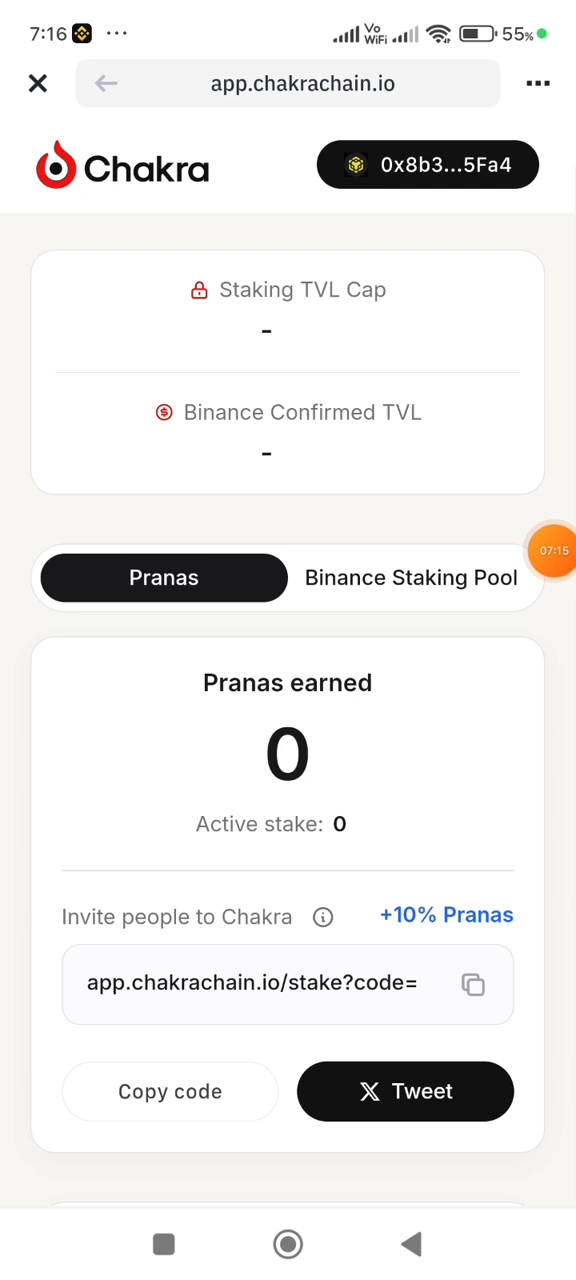 7:16 ... Vo WiFi 55%
app.chakrachain.io ...
Chakra 0x8b3...5Fa4
Staking TVL Cap
-
Binance Confirmed TVL
-
Pranas Binance Staking Pool
07:15
Pranas earned
0
Active stake: 0
Invite people to Chakra +10% Pranas
app.chakrachain.io/stake?code=
Copy code Tweet